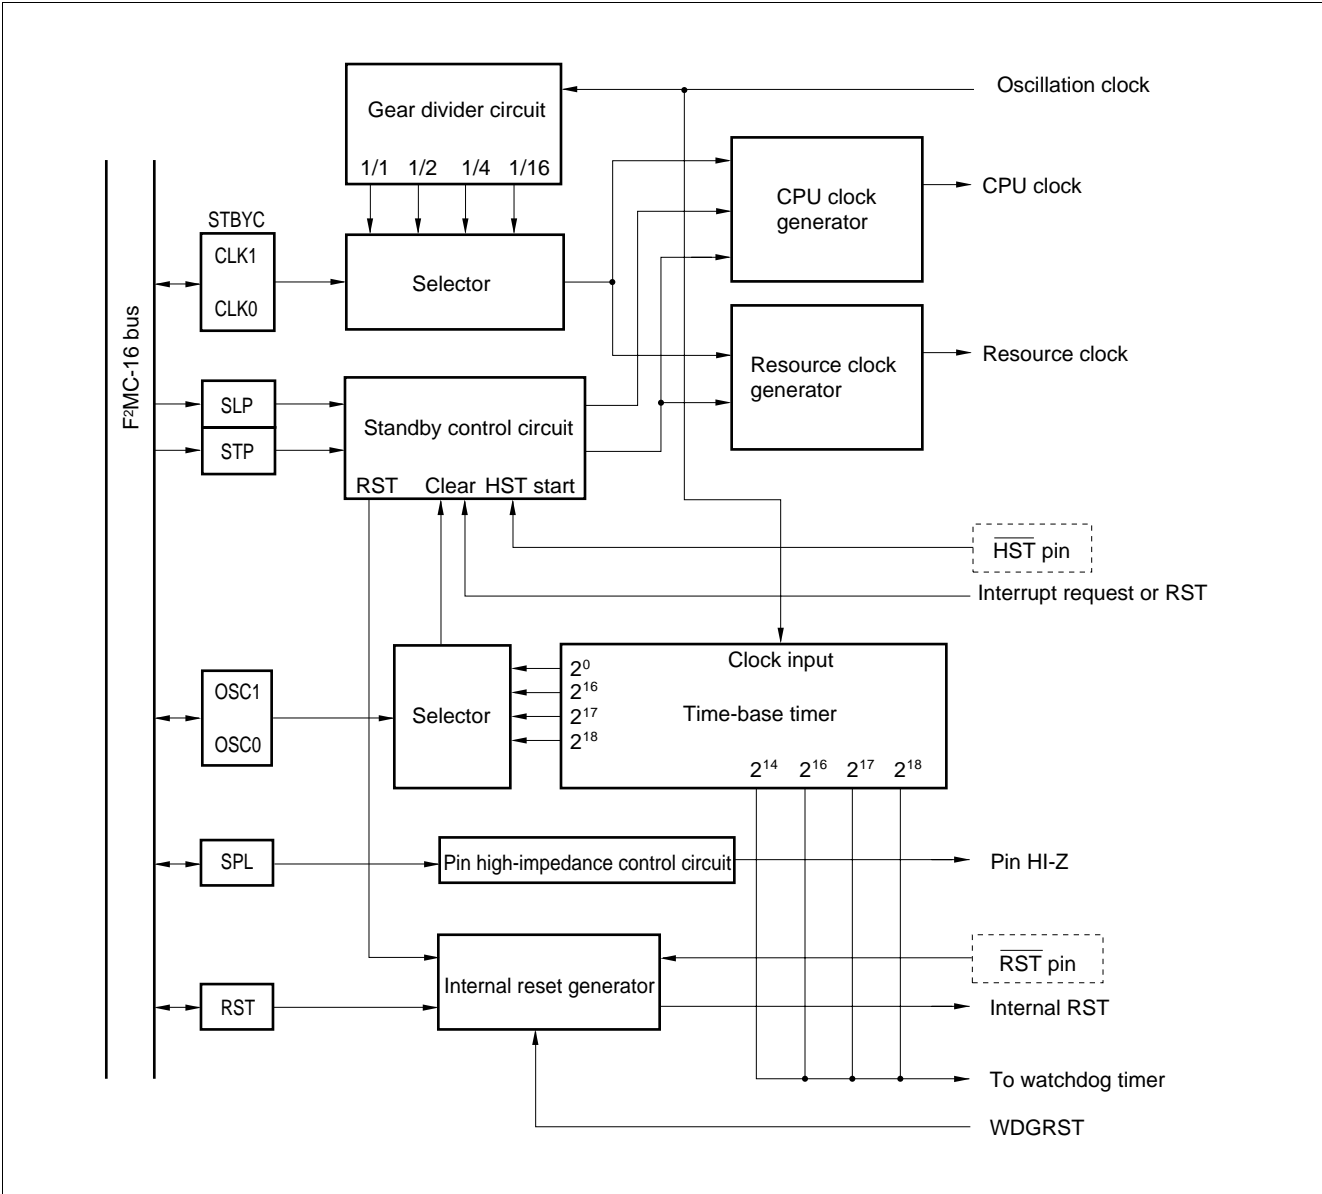 Oscillation clock
Gear divider circuit
1/1 1/2 1/4 1/16
CPU clock
generator
CPU clock
STBYC
CLK1
CLK0
Selector
F²MC-16 bus
Resource clock
generator
Resource clock
SLP
STP
Standby control circuit
RST Clear HST start
HST pin
Interrupt request or RST
OSC1
OSC0
Selector
Clock input
Time-base timer
2⁰
2¹⁶
2¹⁷
2¹⁸
2¹⁴ 2¹⁶ 2¹⁷ 2¹⁸
SPL
Pin high-impedance control circuit
Pin HI-Z
RST pin
Internal reset generator
RST
Internal RST
To watchdog timer
WDGRST